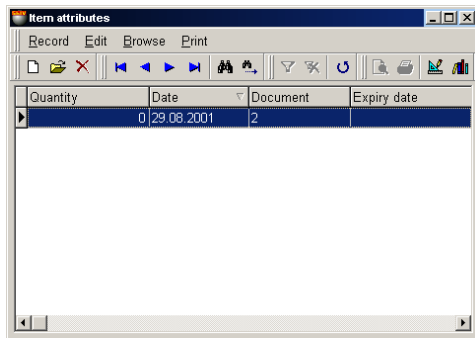 Item attributes
Record Edit Browse Print
Quantity Date Document Expiry date
0 29.08.2001 2